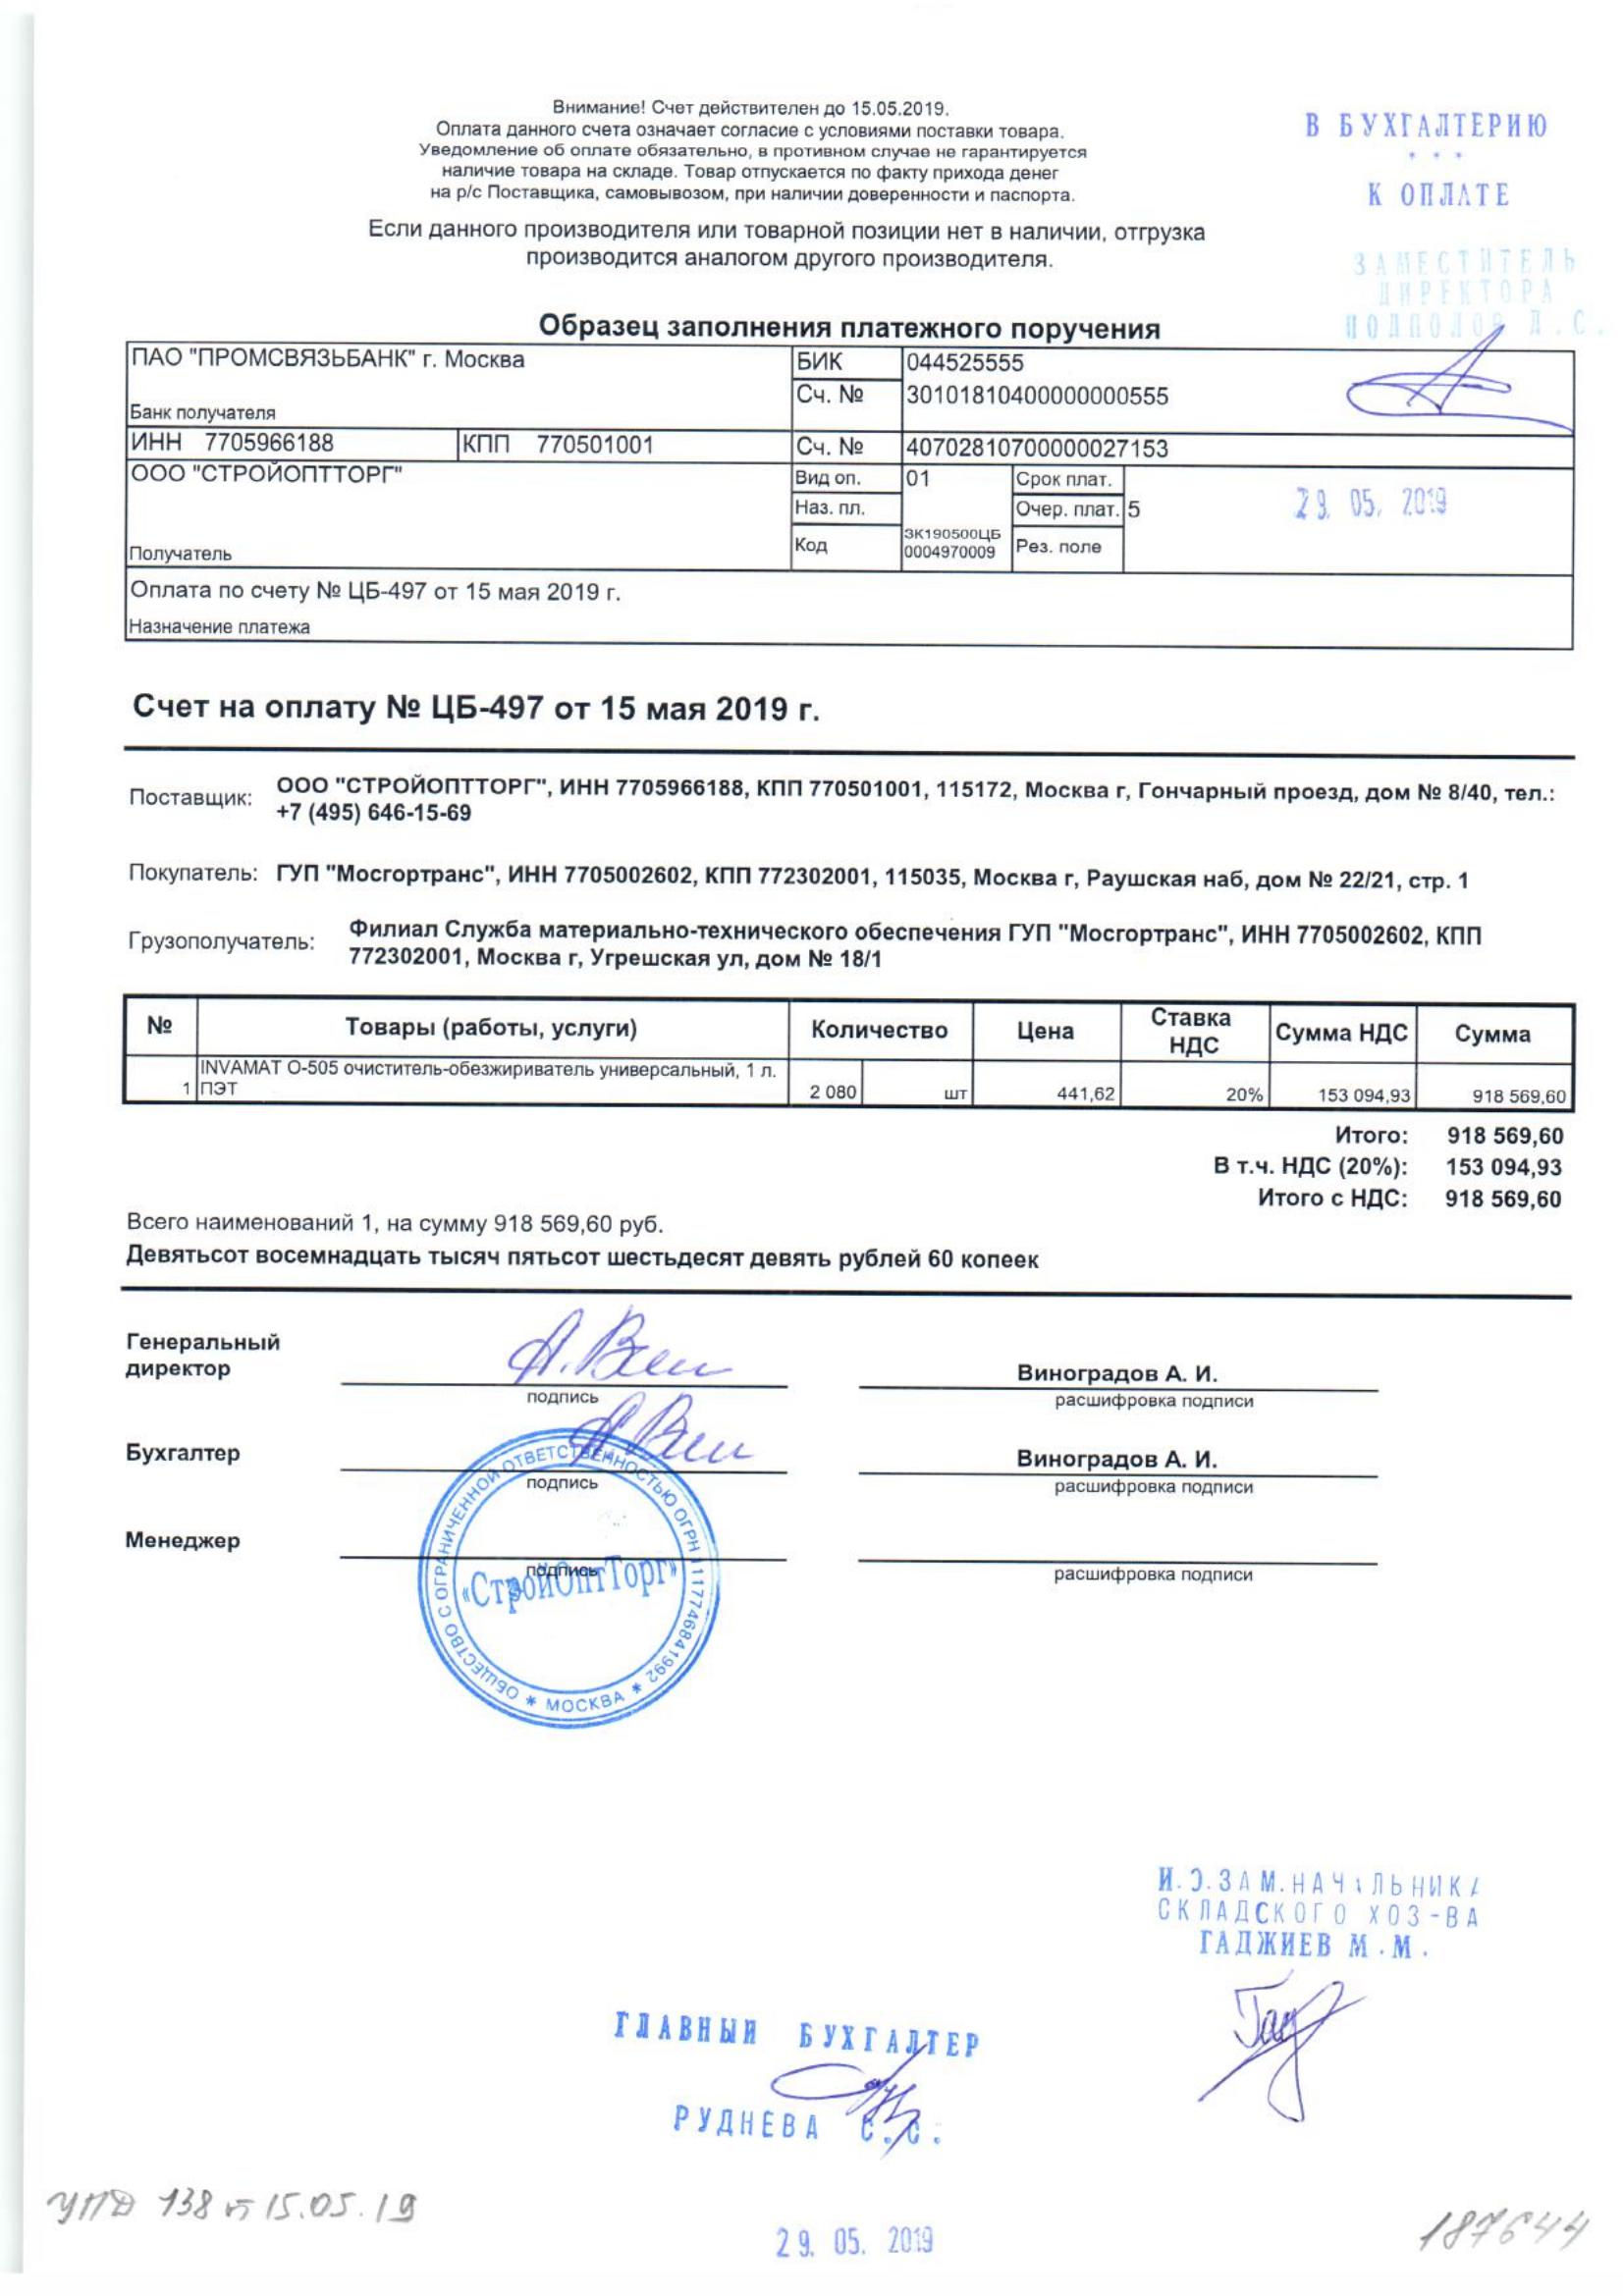 Внимание! Счет действителен до 15.05.2019.
Оплата данного счета означает согласие с условиями поставки товара.
Уведомление об оплате обязательно, в противном случае не гарантируется
наличие товара на складе. Товар отпускается по факту прихода денег
на р/с Поставщика, самовывозом, при наличии доверенности и паспорта.
Если данного производителя или товарной позиции нет в наличии, отгрузка
производится аналогом другого производителя.
В БУХГАЛТЕРИЮ
* * *
К ОПЛАТЕ
ЗАМЕСТИТЕЛЬ
ДИРЕКТОРА
Л.С.
Образец заполнения платежного поручения
ПАО "ПРОМСВЯЗЬБАНК" г. Москва БИК 044525555
Сч. № 30101810400000000555
Банк получателя
ИНН 7705966188 КПП 770501001 Сч. № 40702810700000027153
ООО "СТРОЙОПТТОРГ" Вид оп. 01 Срок плат.
Наз. пл. Очер. плат. 5
29. 05. 2019
Получатель Код ЗК190500ЦБ 0004970009 Рез. поле
Оплата по счету № ЦБ-497 от 15 мая 2019 г.
Назначение платежа
Счет на оплату № ЦБ-497 от 15 мая 2019 г.
Поставщик: ООО "СТРОЙОПТТОРГ", ИНН 7705966188, КПП 770501001, 115172, Москва г, Гончарный проезд, дом № 8/40, тел.:
+7 (495) 646-15-69
Покупатель: ГУП "Мосгортранс", ИНН 7705002602, КПП 772302001, 115035, Москва г, Раушская наб, дом № 22/21, стр. 1
Грузополучатель: Филиал Служба материально-технического обеспечения ГУП "Мосгортранс", ИНН 7705002602, КПП
772302001, Москва г, Угрешская ул, дом № 18/1
№ Товары (работы, услуги) Количество Цена Ставка НДС Сумма НДС Сумма
1 INVAMAT О-505 очиститель-обезжириватель универсальный, 1 л. ПЭТ 2 080 шт 441,62 20% 153 094,93 918 569,60
Итого: 918 569,60
В т.ч. НДС (20%): 153 094,93
Итого с НДС: 918 569,60
Всего наименований 1, на сумму 918 569,60 руб.
Девятьсот восемнадцать тысяч пятьсот шестьдесят девять рублей 60 копеек
Генеральный
директор Виноградов А. И.
подпись расшифровка подписи
Бухгалтер Виноградов А. И.
подпись расшифровка подписи
Менеджер
подпись расшифровка подписи
ОБЩЕСТВО С ОГРАНИЧЕННОЙ ОТВЕТСТВЕННОСТЬЮ ОГРН 1117746841992
«СтройОптТорг»
* МОСКВА *
И.О.ЗАМ.НАЧАЛЬНИКА
СКЛАДСКОГО ХОЗ-ВА
ГАДЖИЕВ М.М.
ГЛАВНЫЙ БУХГАЛТЕР
РУДНЕВА С.С.
УПД 138 от 15.05.19
187644
29. 05. 2019